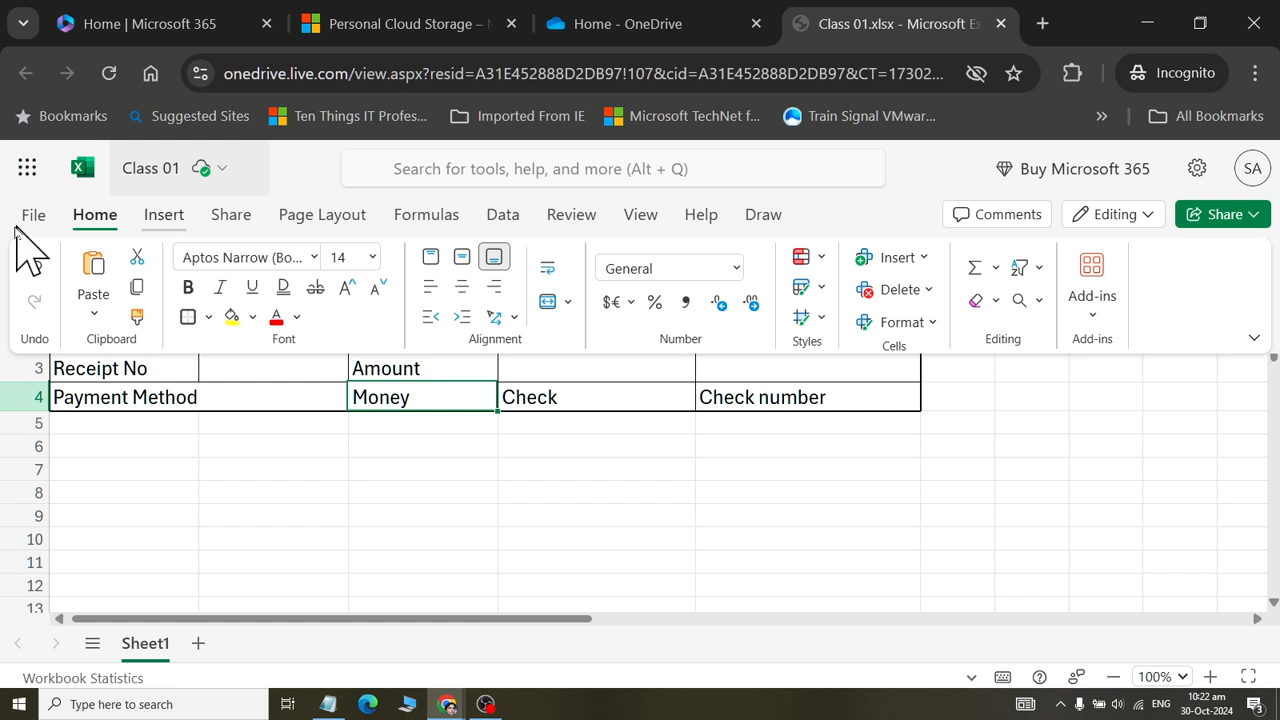 Home | Microsoft 365
Personal Cloud Storage –
Home - OneDrive
Class 01.xlsx - Microsoft Ex
onedrive.live.com/view.aspx?resid=A31E452888D2DB97!107&cid=A31E452888D2DB97&CT=17302...
Incognito
Bookmarks
Suggested Sites
Ten Things IT Profes...
Imported From IE
Microsoft TechNet f...
Train Signal VMwar...
»
All Bookmarks
Class 01
Search for tools, help, and more (Alt + Q)
Buy Microsoft 365
SA
File
Home
Insert
Share
Page Layout
Formulas
Data
Review
View
Help
Draw
Comments
Editing
Share
Paste
Aptos Narrow (Bo...
14
General
Insert
Delete
Format
Add-ins
Undo
Clipboard
Font
Alignment
Number
Styles
Cells
Editing
Add-ins
3 Receipt No Amount
4 Payment Method Money Check Check number
5
6
7
8
9
10
11
12
13
Sheet1
Workbook Statistics
100%
Type here to search
ENG
10:22 am
30-Oct-2024
3